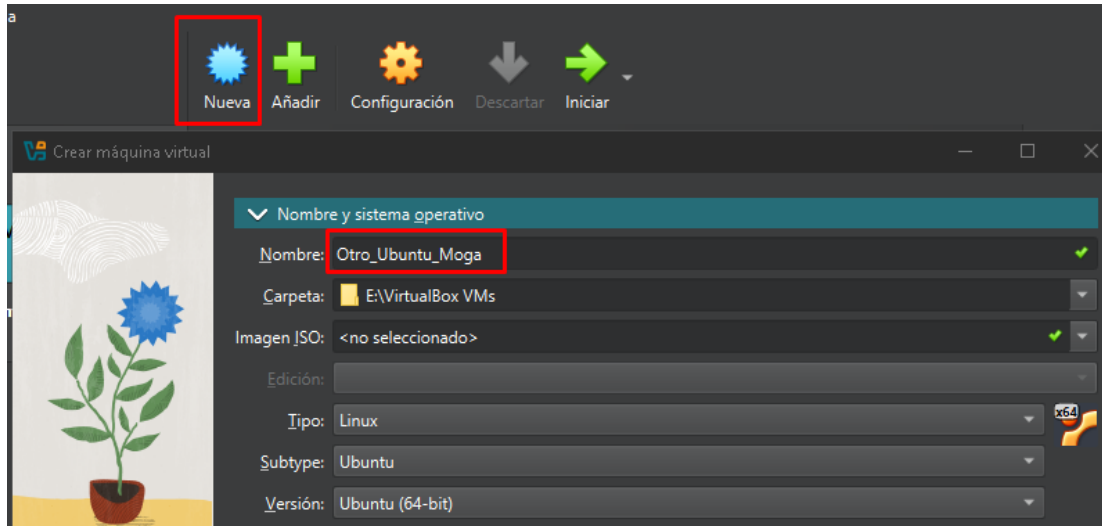 a
Nueva Añadir Configuración Descartar Iniciar
Crear máquina virtual
Nombre y sistema operativo
Nombre: Otro_Ubuntu_Moga
Carpeta: E:\VirtualBox VMs
Imagen ISO: <no seleccionado>
Edición:
Tipo: Linux
x64
Subtype: Ubuntu
Versión: Ubuntu (64-bit)